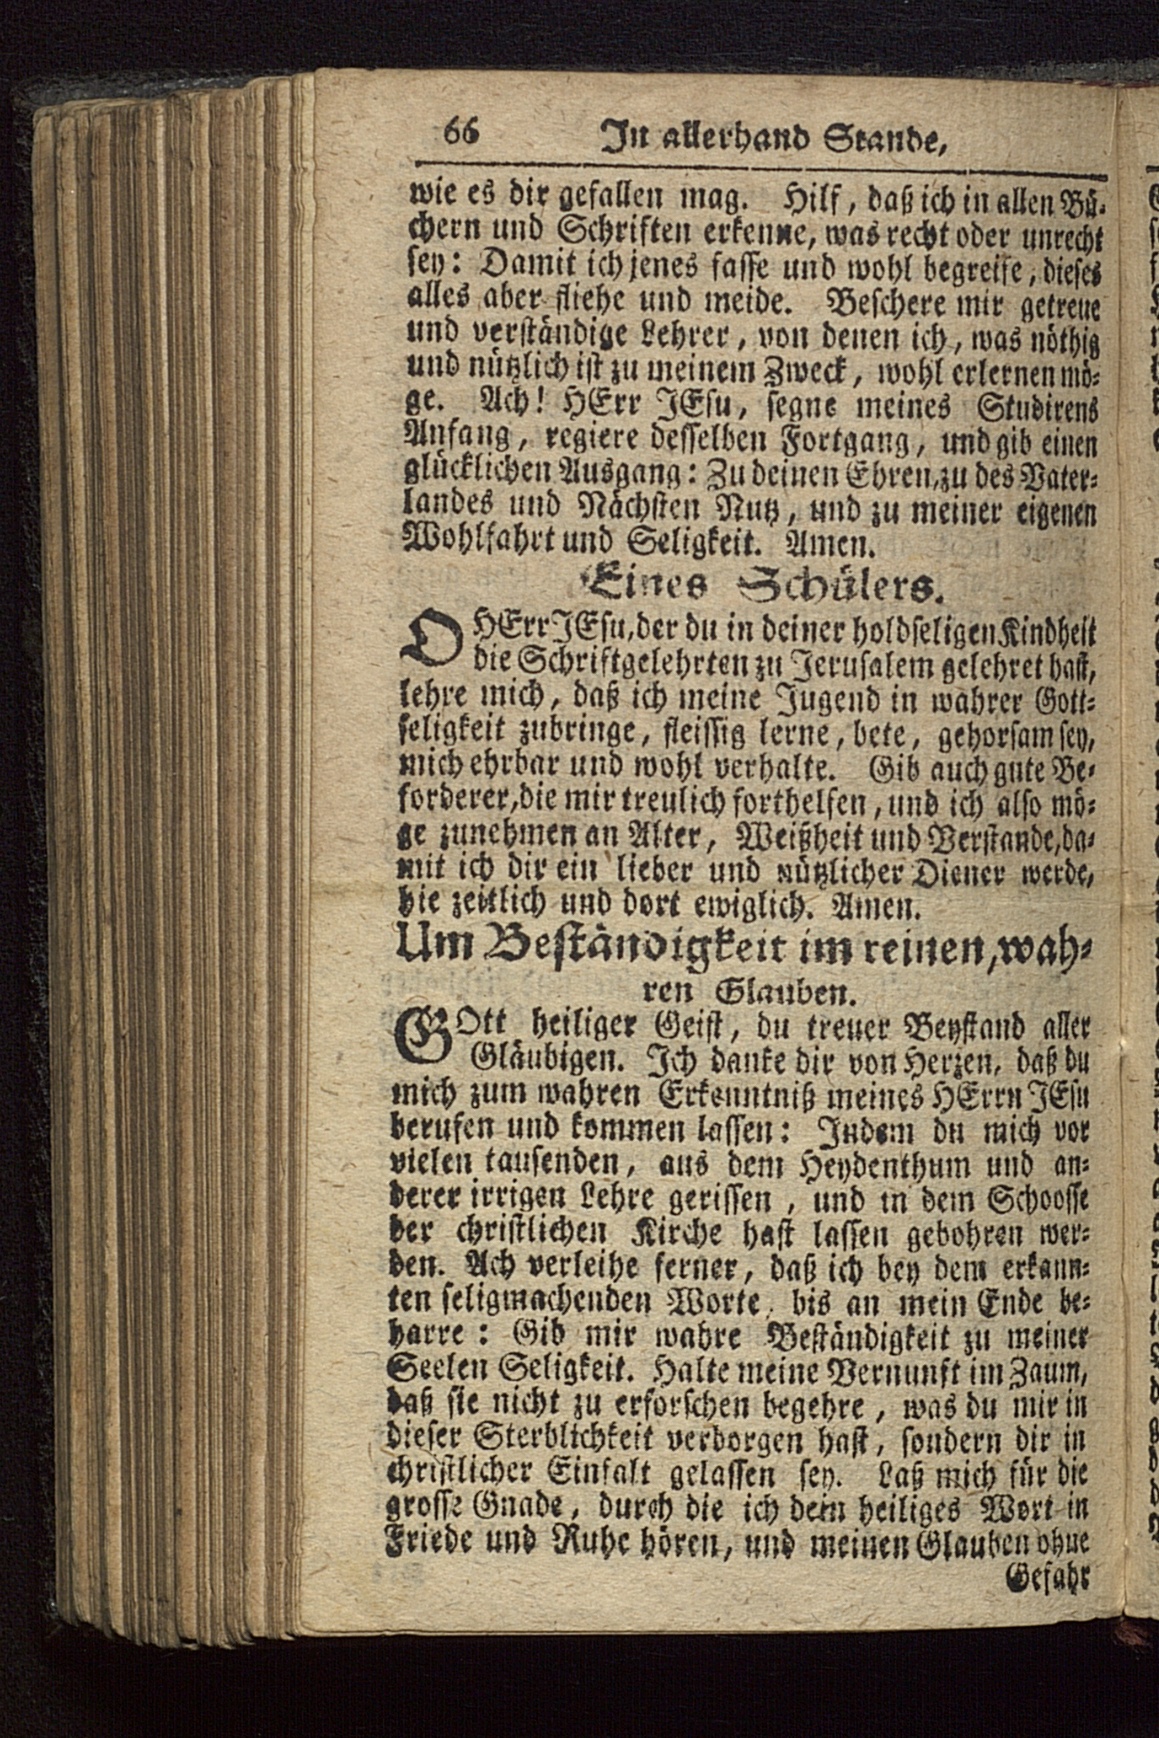 66 In allerhand Stande,
wie es dir gefallen mag. Hilf, daß ich in allen Bü-
chern und Schriften erkenne, was recht oder unrecht
sey: Damit ich jenes fasse und wohl begreife, dieses
alles aber fliehe und meide. Beschere mir getreue
und verständige Lehrer, von denen ich, was nöthig
und nützlich ist zu meinem Zweck, wohl erlernen mö-
ge. Ach! HErr JEsu, segne meines Studirens
Anfang, regiere desselben Fortgang, und gib einen
glücklichen Ausgang: Zu deinen Ehren, zu des Vater-
landes und Nächsten Nutz, und zu meiner eigenen
Wohlfahrt und Seligkeit. Amen.
Eines Schülers.
O HErr JEsu, der du in deiner holdseligen Kindheit
die Schriftgelehrten zu Jerusalem gelehret hast,
lehre mich, daß ich meine Jugend in wahrer Gott-
seligkeit zubringe, fleissig lerne, bete, gehorsam sey,
mich ehrbar und wohl verhalte. Gib auch gute Be-
forderer, die mir treulich forthelfen, und ich also mö-
ge zunehmen an Alter, Weißheit und Verstande, da-
mit ich dir ein lieber und nützlicher Diener werde,
hie zeitlich und dort ewiglich. Amen.
Um Beständigkeit im reinen, wah-
ren Glauben.
GOtt heiliger Geist, du treuer Beystand aller
Gläubigen. Ich danke dir von Herzen, daß du
mich zum wahren Erkenntniß meines HErrn JEsu
berufen und kommen lassen: Indem du mich vor
vielen tausenden, aus dem Heydenthum und an-
derer irrigen Lehre gerissen, und in dem Schoosse
der christlichen Kirche hast lassen gebohren wer-
den. Ach verleihe ferner, daß ich bey dem erkann-
ten seligmachenden Worte, bis an mein Ende be-
harre: Gib mir wahre Beständigkeit zu meiner
Seelen Seligkeit. Halte meine Vernunft im Zaum,
daß sie nicht zu erforschen begehre, was du mir in
dieser Sterblichkeit verborgen hast, sondern dir in
christlicher Einfalt gelassen sey. Laß mich für die
grosse Gnade, durch die ich dein heiliges Wort in
Friede und Ruhe hören, und meinen Glauben ohne
Gefahr